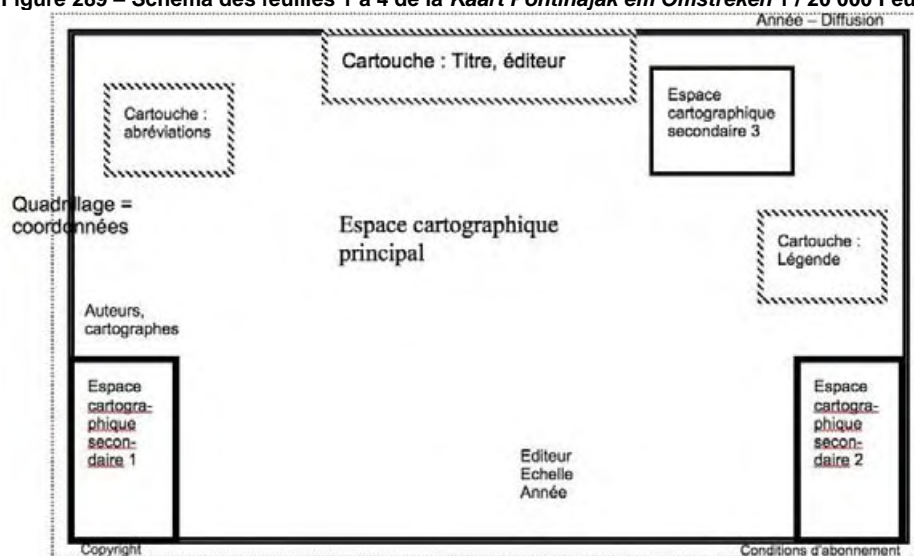 Figure 289 – Schéma des feuilles 1 à 4 de la Kaart Pontinajak em Omstreken 1 / 20 000
Année – Diffusion
Cartouche : Titre, éditeur
Cartouche :
abréviations
Espace
cartographique
secondaire 3
Quadrillage =
coordonnées
Espace cartographique
principal
Cartouche :
Légende
Auteurs,
cartographes
Espace
cartogra-
phique
secon-
daire 1
Espace
cartogra-
phique
secon-
daire 2
Editeur
Echelle
Année
Copyright
Conditions d'abonnement